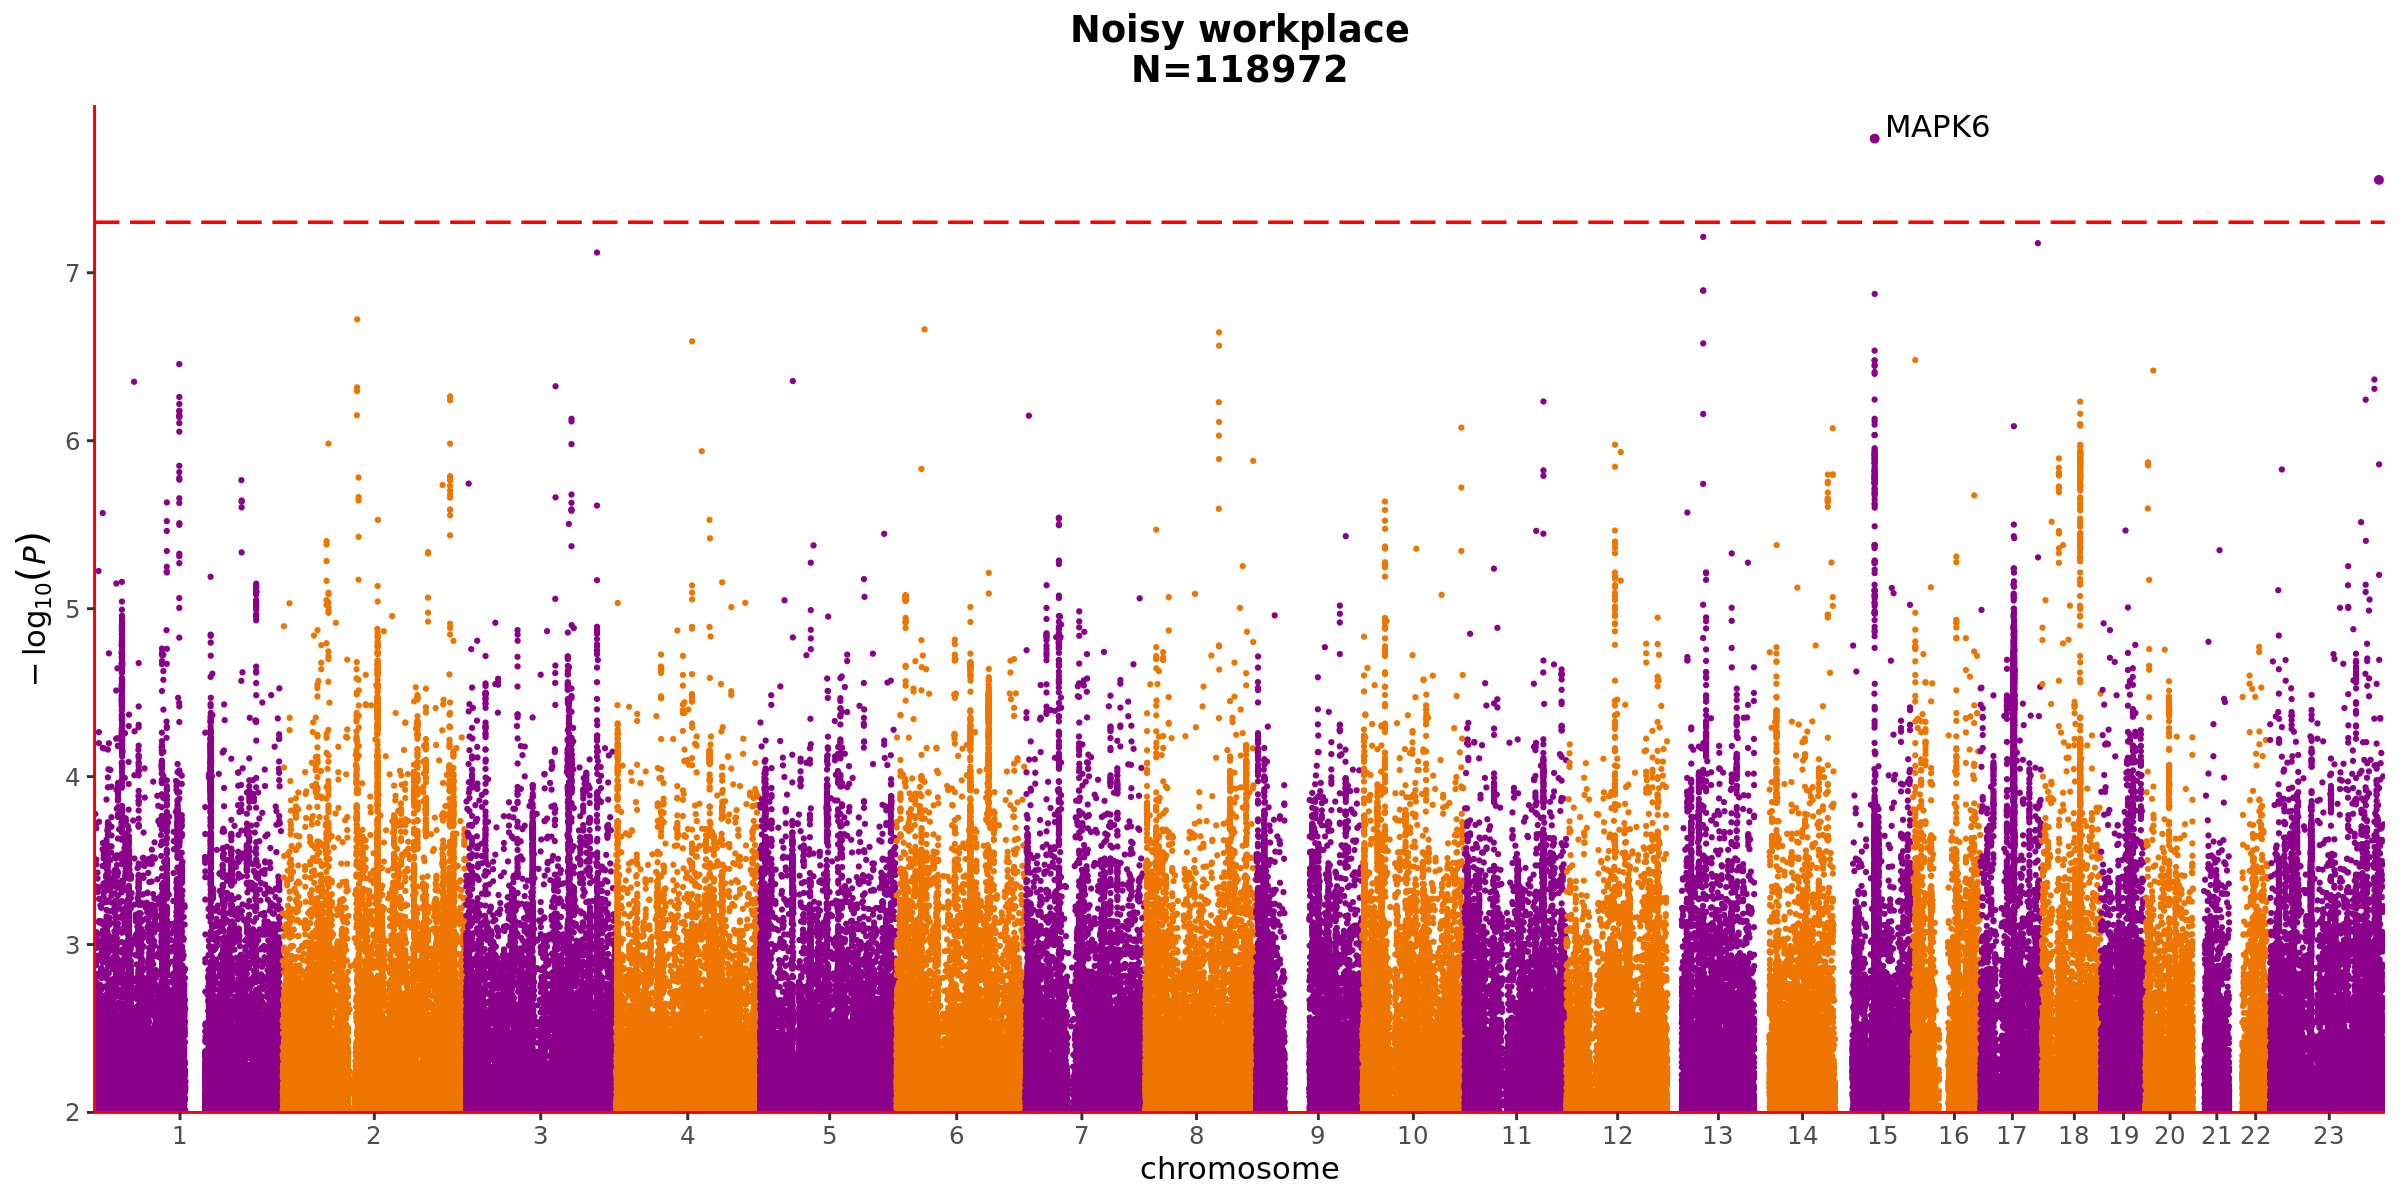 Noisy workplace
N=118972
MAPK6
7
6
5
4
3
2
−log10(P)
1 2 3 4 5 6 7 8 9 10 11 12 13 14 15 16 17 18 19 20 21 22 23
chromosome